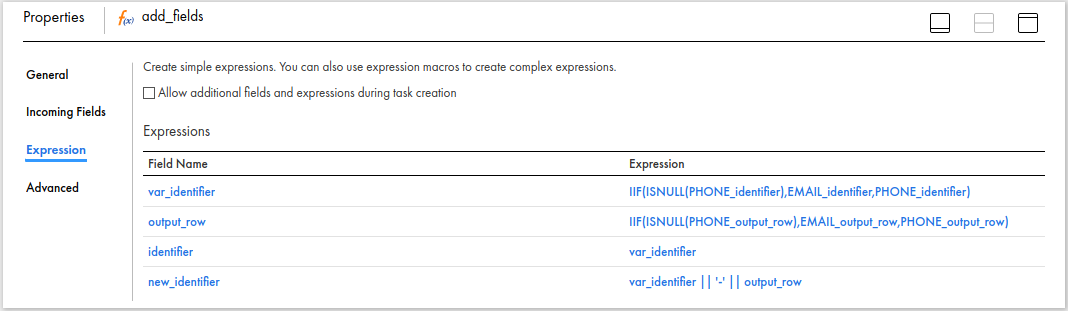 Properties
f(x) add_fields
General
Incoming Fields
Expression
Advanced
Create simple expressions. You can also use expression macros to create complex expressions.
Allow additional fields and expressions during task creation
Expressions
Field Name Expression
var_identifier IIF(ISNULL(PHONE_identifier),EMAIL_identifier,PHONE_identifier)
output_row IIF(ISNULL(PHONE_output_row),EMAIL_output_row,PHONE_output_row)
identifier var_identifier
new_identifier var_identifier || '-' || output_row